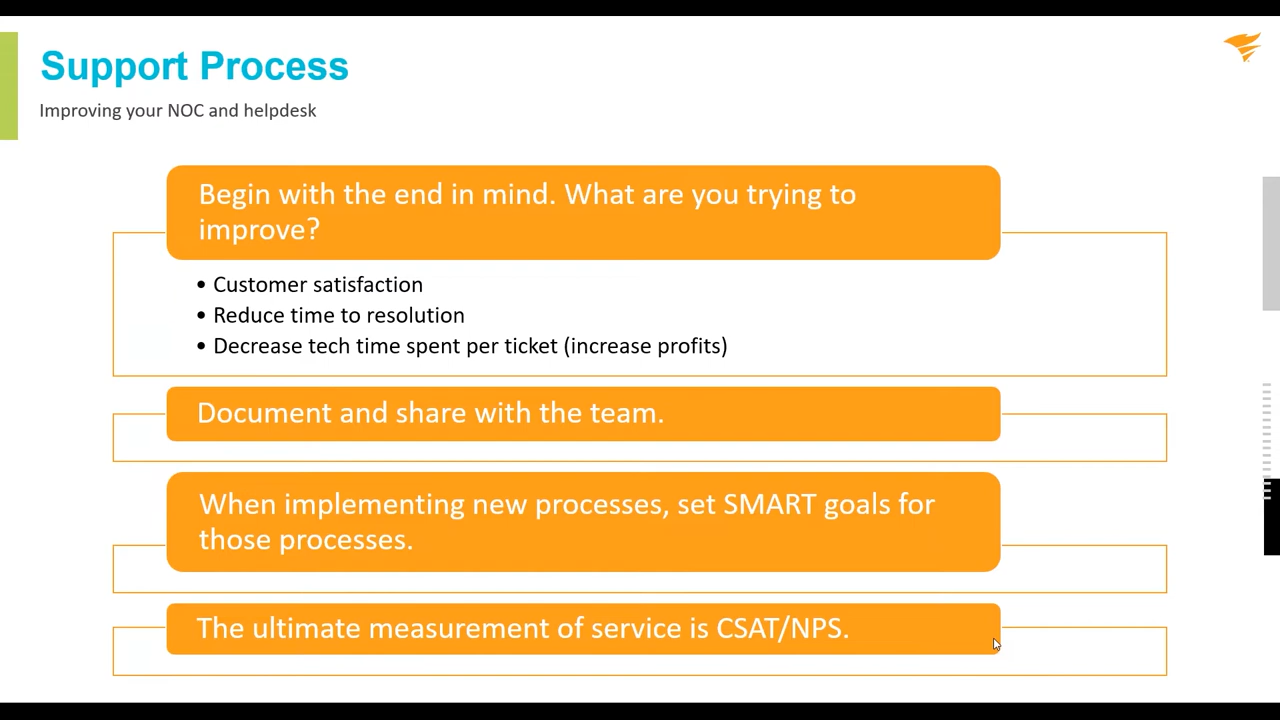 Support Process
Improving your NOC and helpdesk
Begin with the end in mind. What are you trying to
improve?
• Customer satisfaction
• Reduce time to resolution
• Decrease tech time spent per ticket (increase profits)
Document and share with the team.
When implementing new processes, set SMART goals for
those processes.
The ultimate measurement of service is CSAT/NPS.